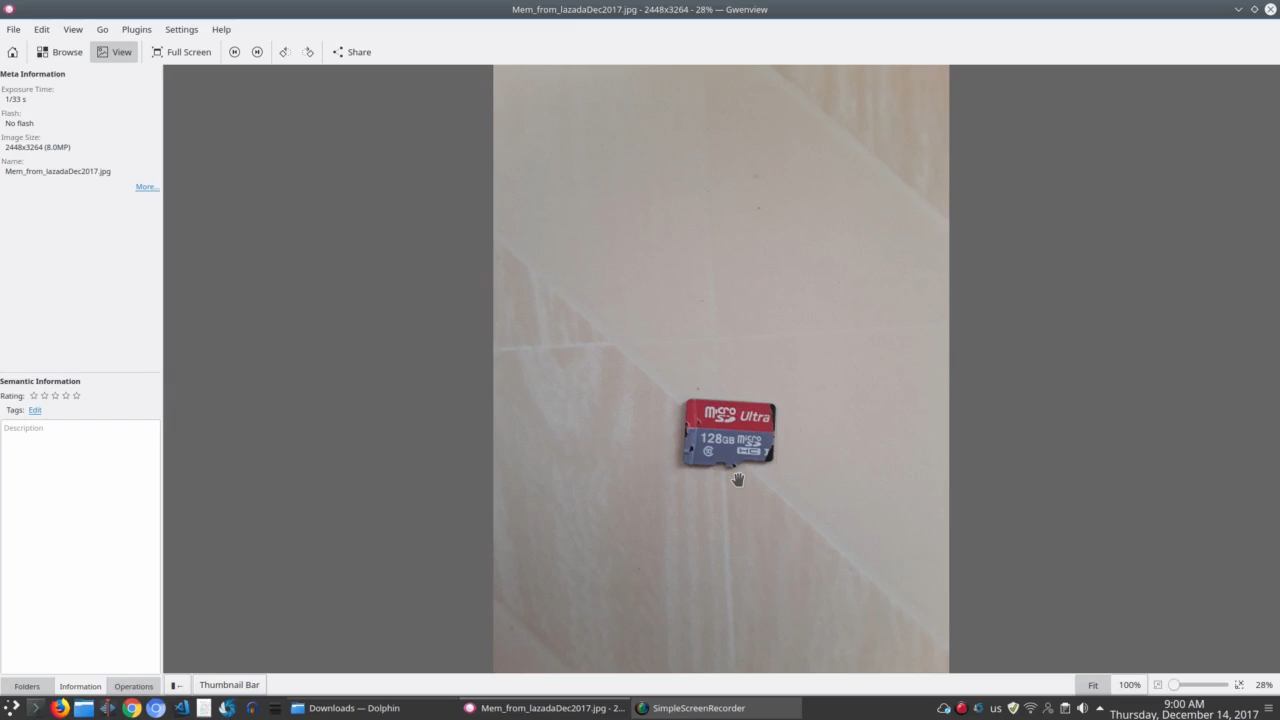 Mem_from_lazadaDec2017.jpg - 2448x3264 - 28% — Gwenview
File Edit View Go Plugins Settings Help
Browse View Full Screen Share
Meta Information
Exposure Time:
1/33 s
Flash:
No flash
Image Size:
2448x3264 (8.0MP)
Name:
Mem_from_lazadaDec2017.jpg
More...
micro SD Ultra
128GB micro SD
HC I
Semantic Information
Rating:
Tags: Edit
Description
Folders Information Operations Thumbnail Bar Fit 100% 28%
Downloads — Dolphin Mem_from_lazadaDec2017.jpg - 2... SimpleScreenRecorder us 9:00 AM
Thursday, December 14, 2017